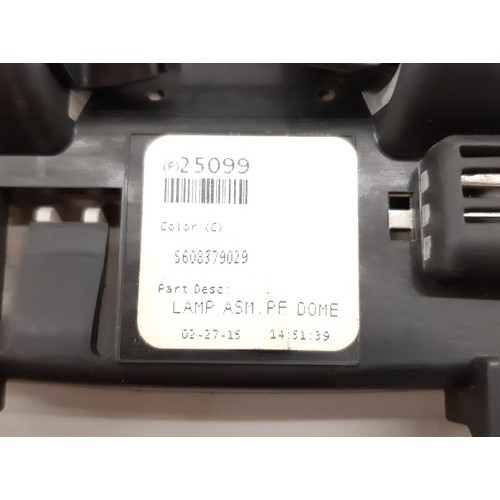 (P)25099
Color (C)
S608379029
Part Desc:
LAMP ASM.PF DOME
02-27-15 14:51:39